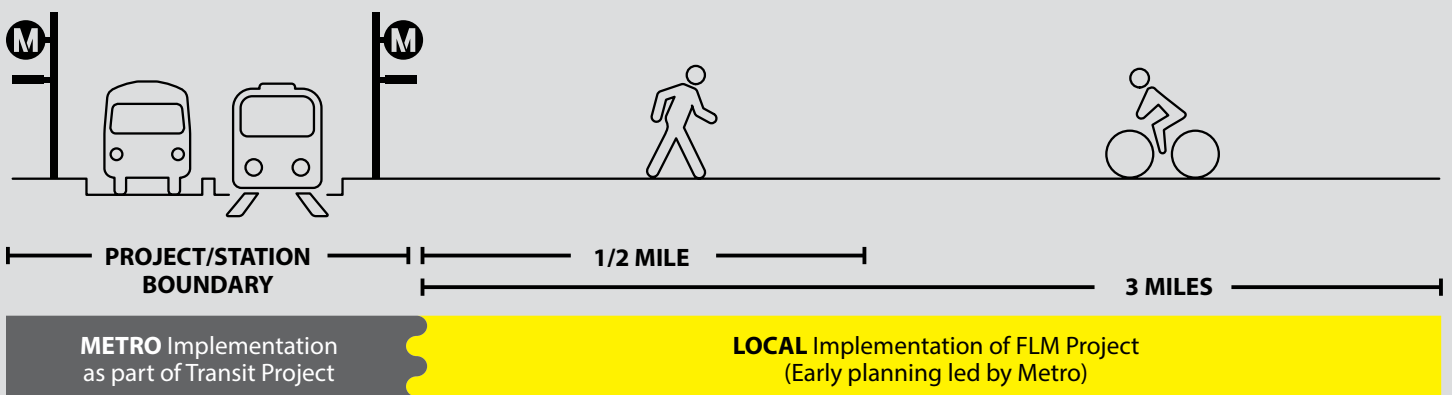 M
M
PROJECT/STATION
BOUNDARY
1/2 MILE
3 MILES
METRO Implementation
as part of Transit Project
LOCAL Implementation of FLM Project
(Early planning led by Metro)